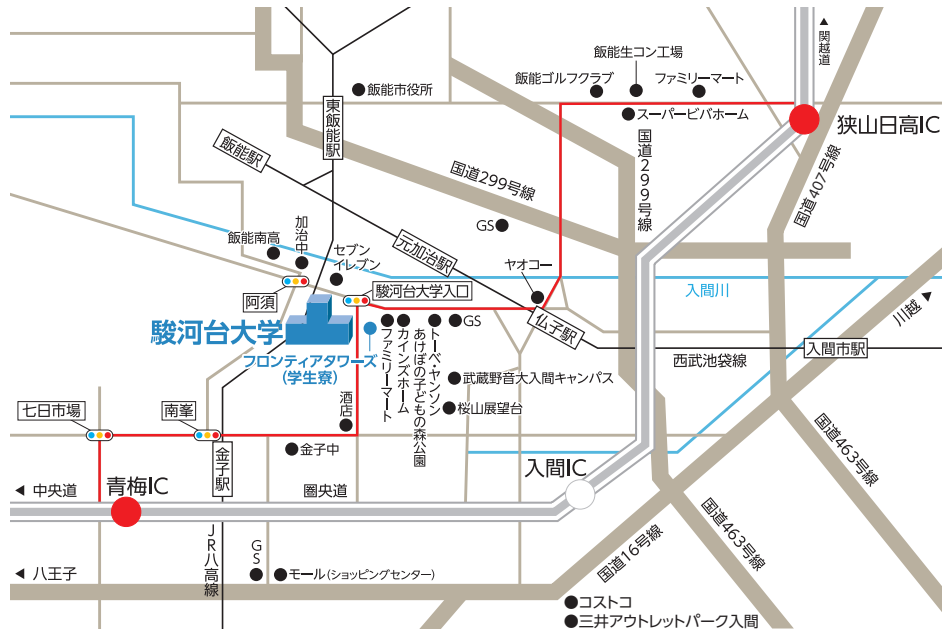 ▲関越道
飯能生コン工場
飯能ゴルフクラブ
ファミリーマート
飯能市役所
スーパービバホーム
狭山日高IC
東飯能駅
飯能駅
国道299号線
国道299号線
国道407号線
GS
元加治駅
加治中
飯能南高
セブン
イレブン
ヤオコー
阿須
駿河台大学入口
入間川
川越▲
駿河台大学
フロンティアタワーズ
(学生寮)
ファミリーマート
カインズホーム
あけぼの子どもの森公園
トーベ・ヤンソン
GS
仏子駅
西武池袋線
入間市駅
武蔵野音大入間キャンパス
桜山展望台
酒店
七日市場
南峯
金子中
金子駅
入間IC
国道463号線
◀中央道
青梅IC
圏央道
JR八高線
国道16号線
国道463号線
◀八王子
GS
モール(ショッピングセンター)
コストコ
三井アウトレットパーク入間